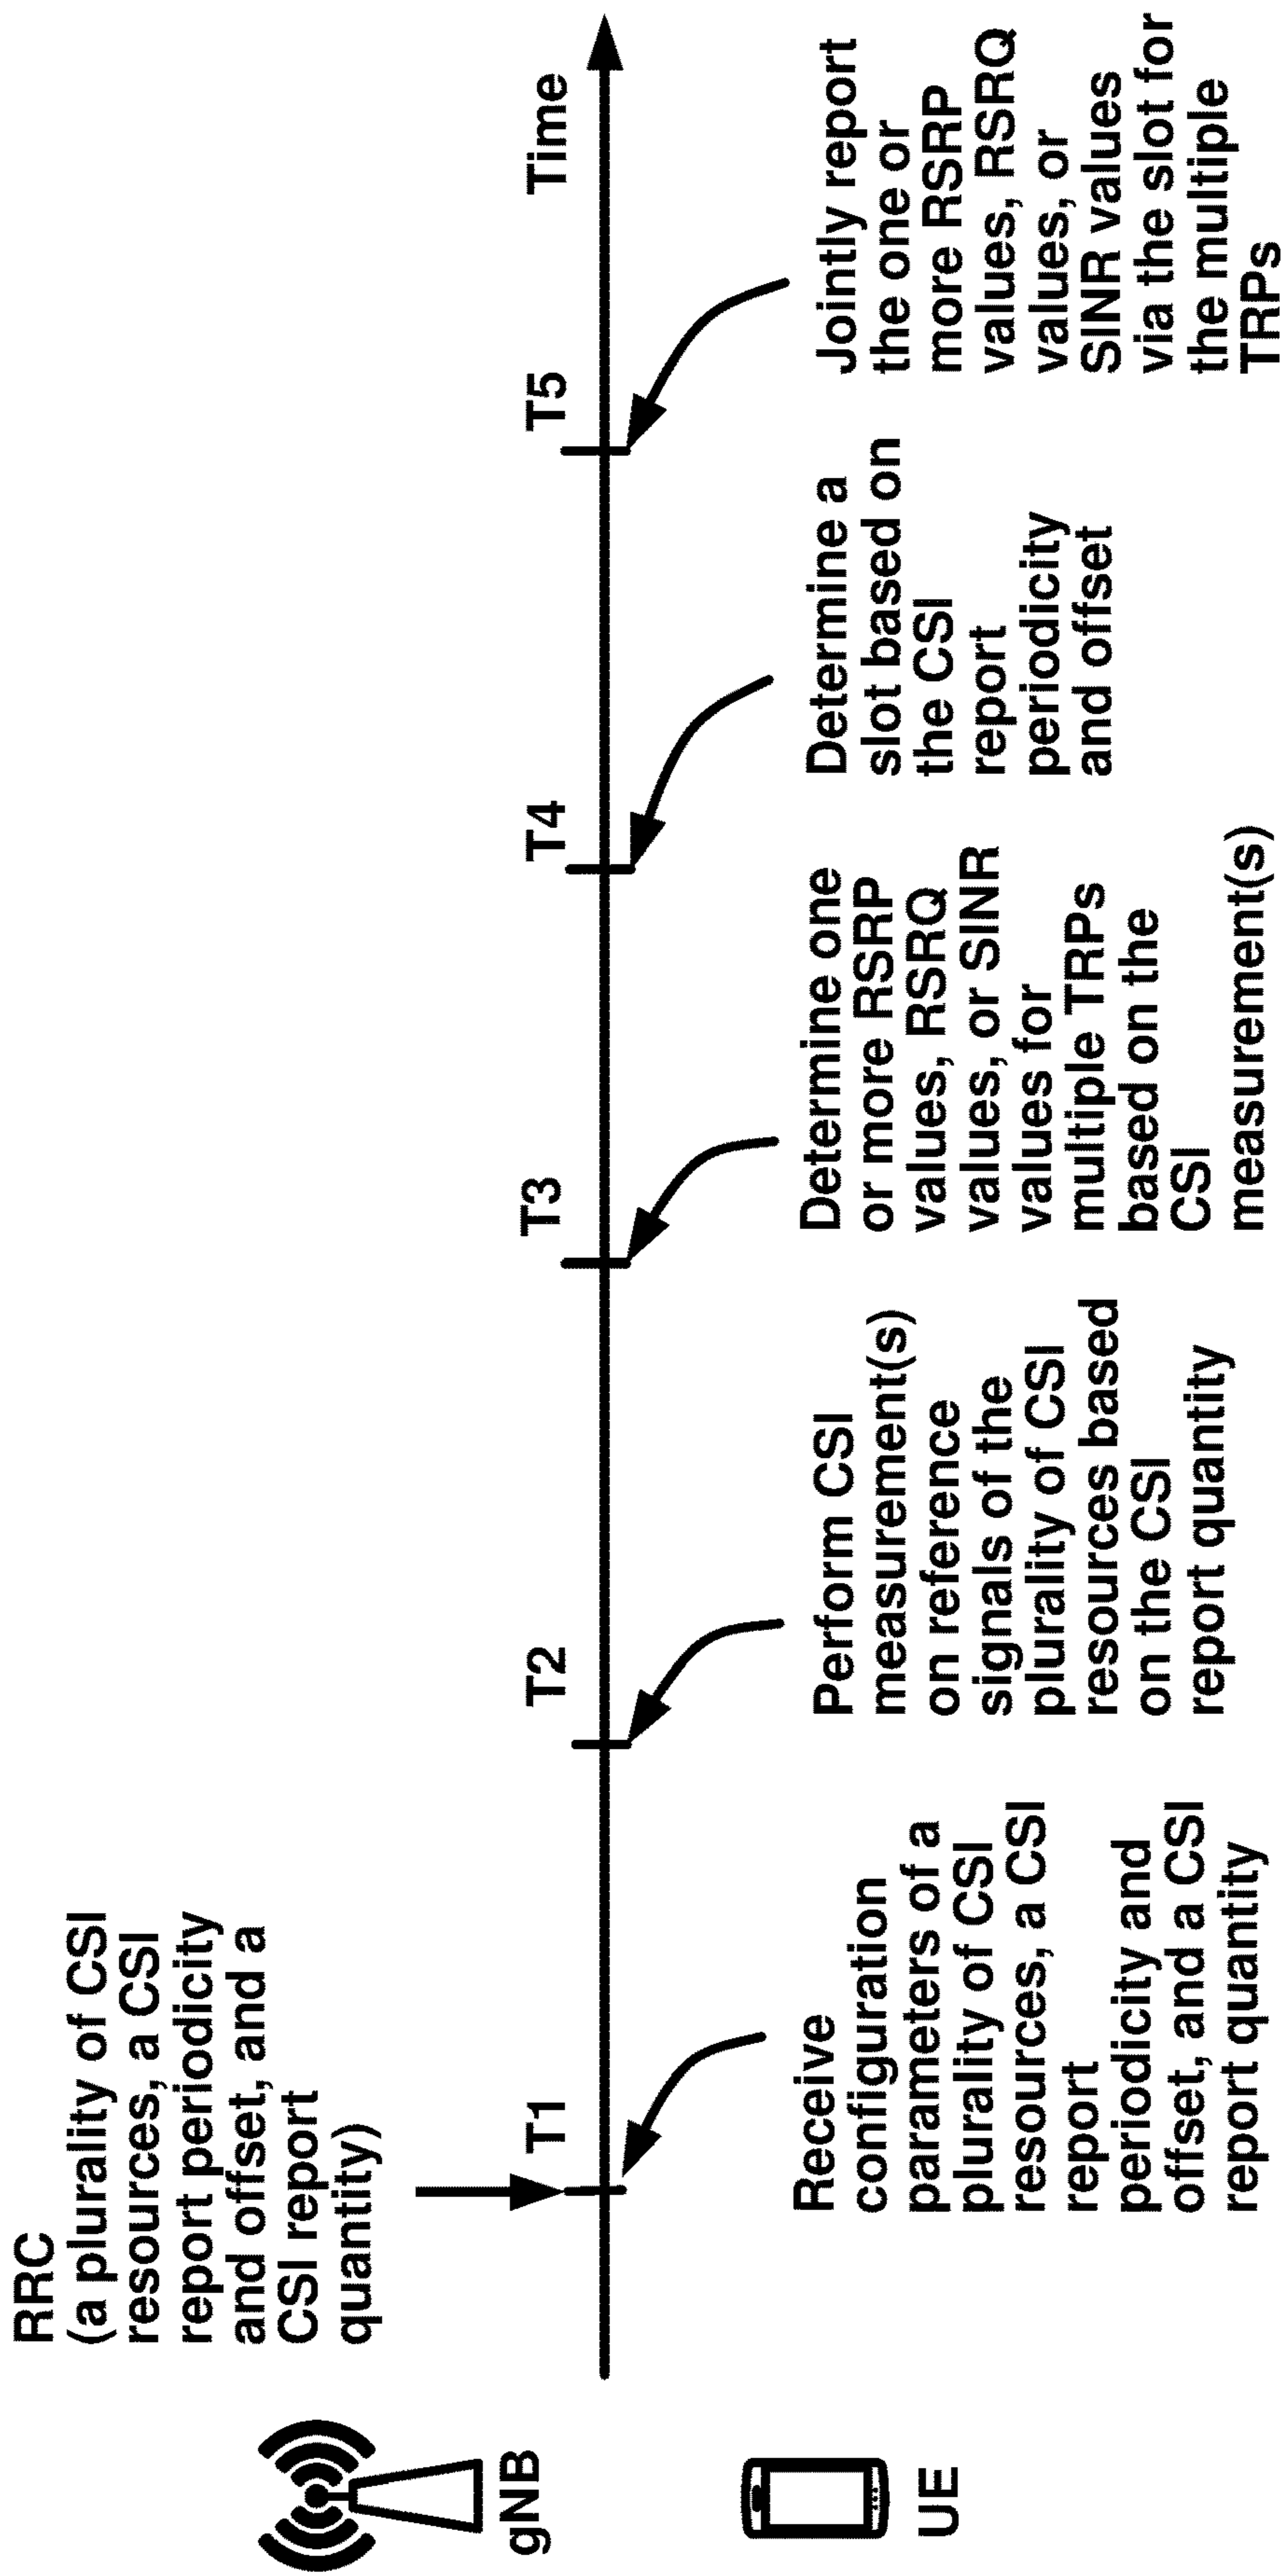 gNB
UE
RRC
(a plurality of CSI
resources, a CSI
report periodicity
and offset, and a
CSI report
quantity)
T1
T2
T3
T4
T5
Time
Receive
configuration
parameters of a
plurality of CSI
resources, a CSI
report
periodicity and
offset, and a CSI
report quantity
Perform CSI
measurement(s)
on reference
signals of the
plurality of CSI
resources based
on the CSI
report quantity
Determine one
or more RSRP
values, RSRQ
values, or SINR
values for
multiple TRPs
based on the
CSI
measurement(s)
Determine a
slot based on
the CSI
report
periodicity
and offset
Jointly report
the one or
more RSRP
values, RSRQ
values, or
SINR values
via the slot for
the multiple
TRPs